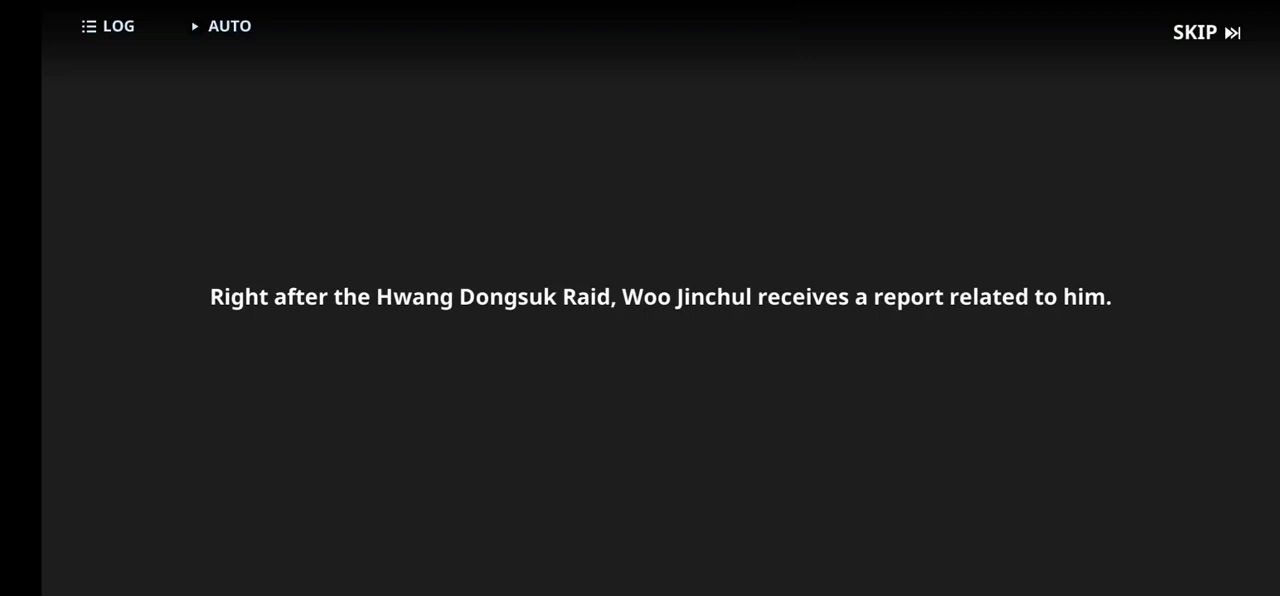 LOG
AUTO
SKIP
Right after the Hwang Dongsuk Raid, Woo Jinchul receives a report related to him.